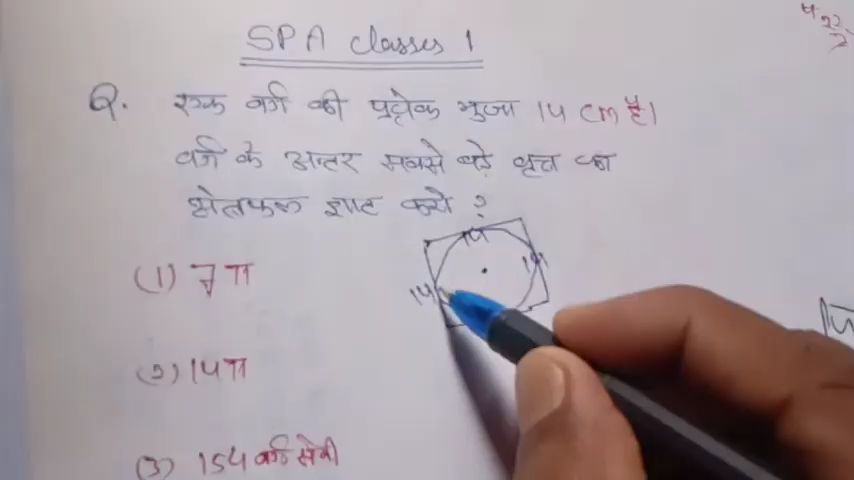 SPA classes 1
Q. एक वर्ग की प्रत्येक भुजा 14 cm है।
वर्ग के अन्दर सबसे बड़े वृत्त का
क्षेत्रफल ज्ञात करो ?
14
14
14
(1) 7π
(2) 14π
(3) 154 वर्ग सेमी